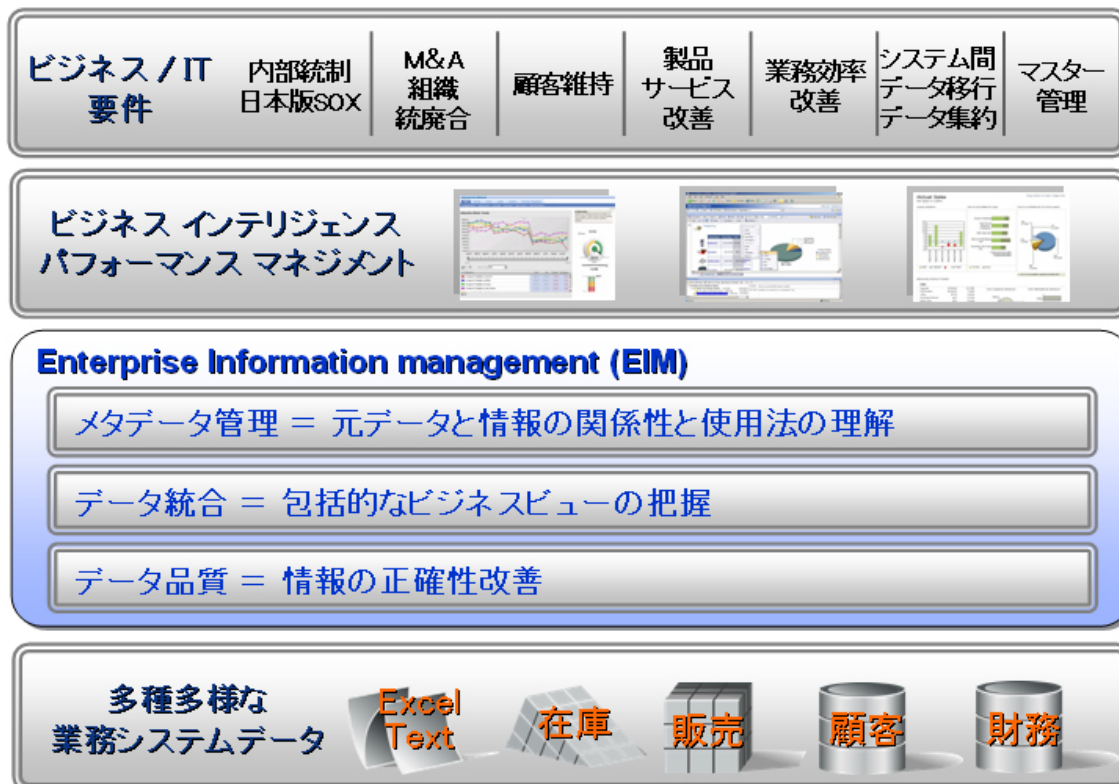 ビジネス / IT
要件
内部統制
日本版SOX
M&A
組織
統廃合
顧客維持
製品
サービス
改善
業務効率
改善
システム間
データ移行
データ集約
マスター
管理
ビジネス インテリジェンス
パフォーマンス マネジメント
Enterprise Information management (EIM)
メタデータ管理 = 元データと情報の関係性と使用法の理解
データ統合 = 包括的なビジネスビューの把握
データ品質 = 情報の正確性改善
多種多様な
業務システムデータ
Excel
Text
在庫
販売
顧客
財務